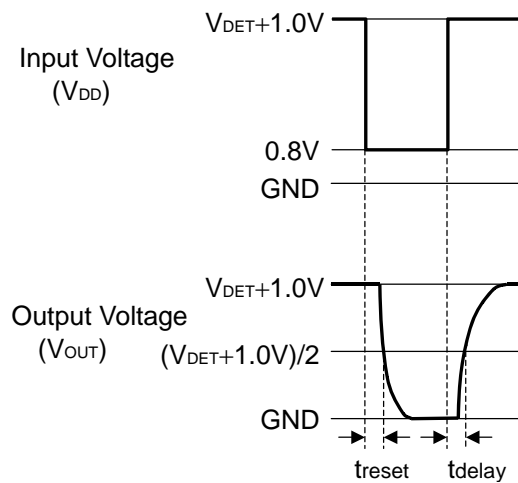 VDET+1.0V
Input Voltage
(VDD)
0.8V
GND
VDET+1.0V
Output Voltage
(VOUT)
(VDET+1.0V)/2
GND
treset
tdelay